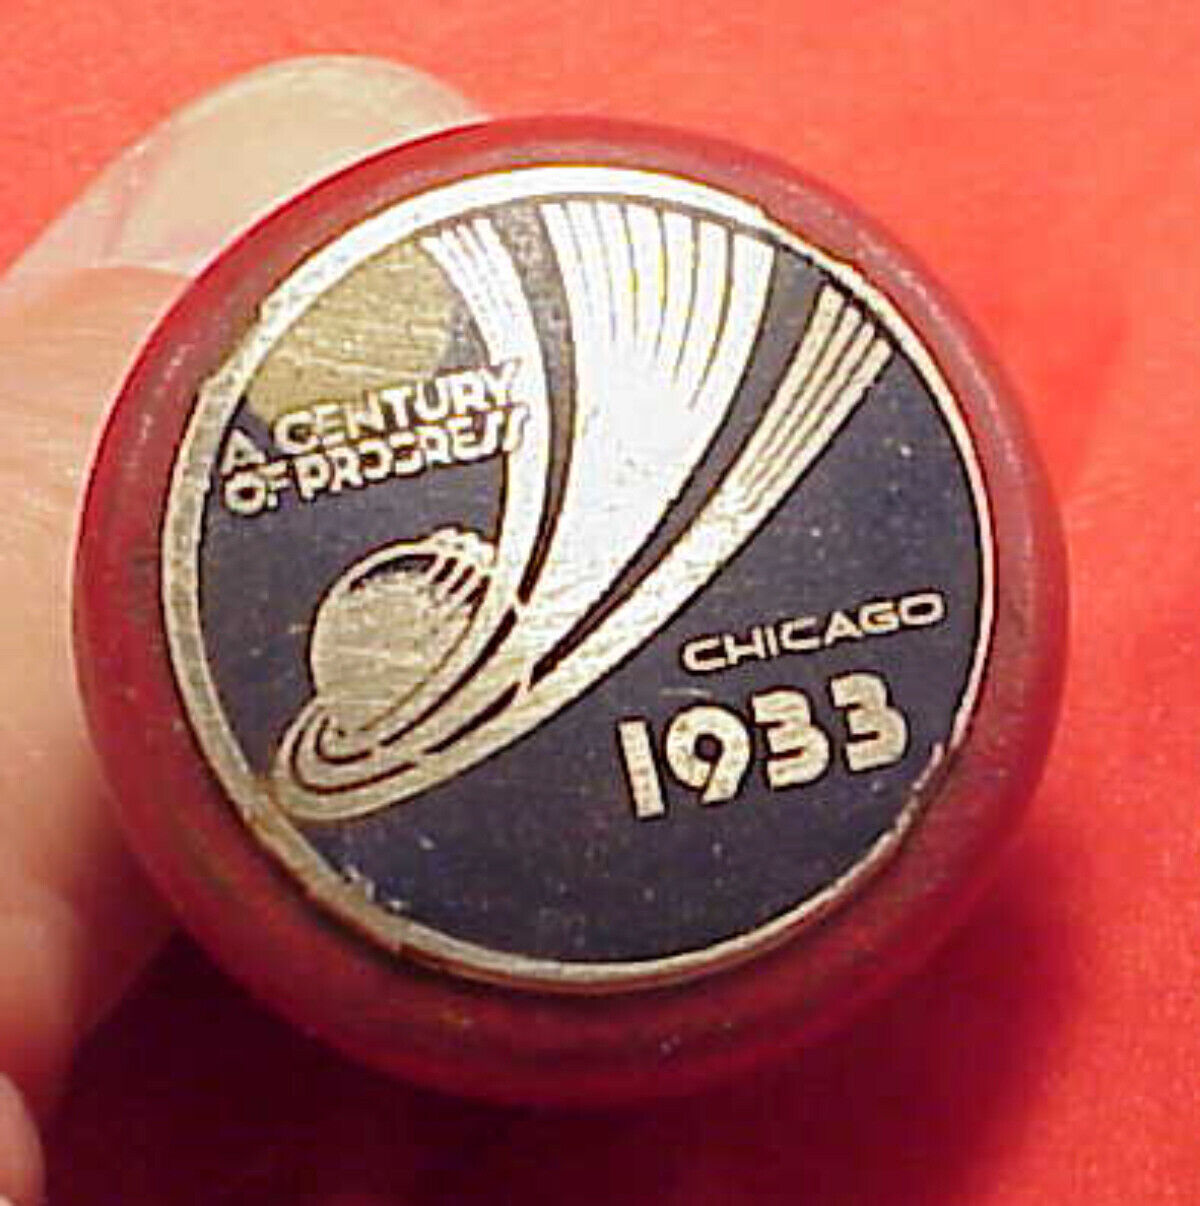 A CENTURY
OF PROGRESS
CHICAGO
1933